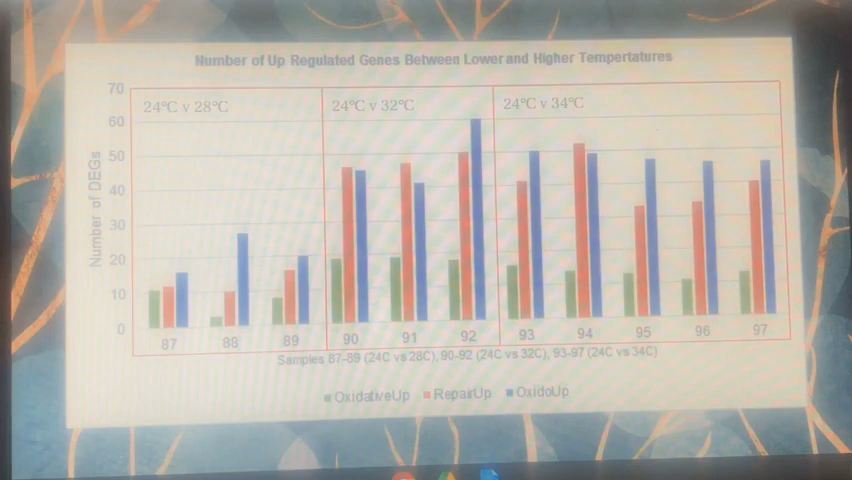 Number of Up Regulated Genes Between Lower and Higher Tempertatures
70
24°C v 28°C
24°C v 32°C
24°C v 34°C
60
50
40
30
20
10
0
Number of DEGs
87 88 89 90 91 92 93 94 95 96 97
Samples 87-89 (24C vs 28C), 90-92 (24C vs 32C), 93-97 (24C vs 34C)
OxidativeUp RepairUp OxidoUp